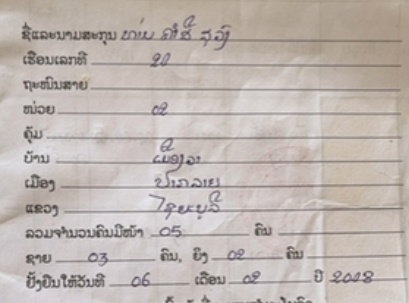 ຊື່ແລະນາມສະກຸນ ທ່ານ ຄຳສີ
ເຮືອນເລກທີ 20
ຖະໜົນສາຍ
ໜ່ວຍ 02
ຄຸ້ມ
ບ້ານ
ເມືອງ ປາກລາຍ
ແຂວງ ໄຊຍະບູລີ
ລວມຈຳນວນຄົນມີໜ້າ 05 ຄົນ
ຊາຍ 03 ຄົນ, ຍິງ 02 ຄົນ
ຢັ້ງຢືນໃຫ້ວັນທີ 06 ເດືອນ 02 ປີ 2018